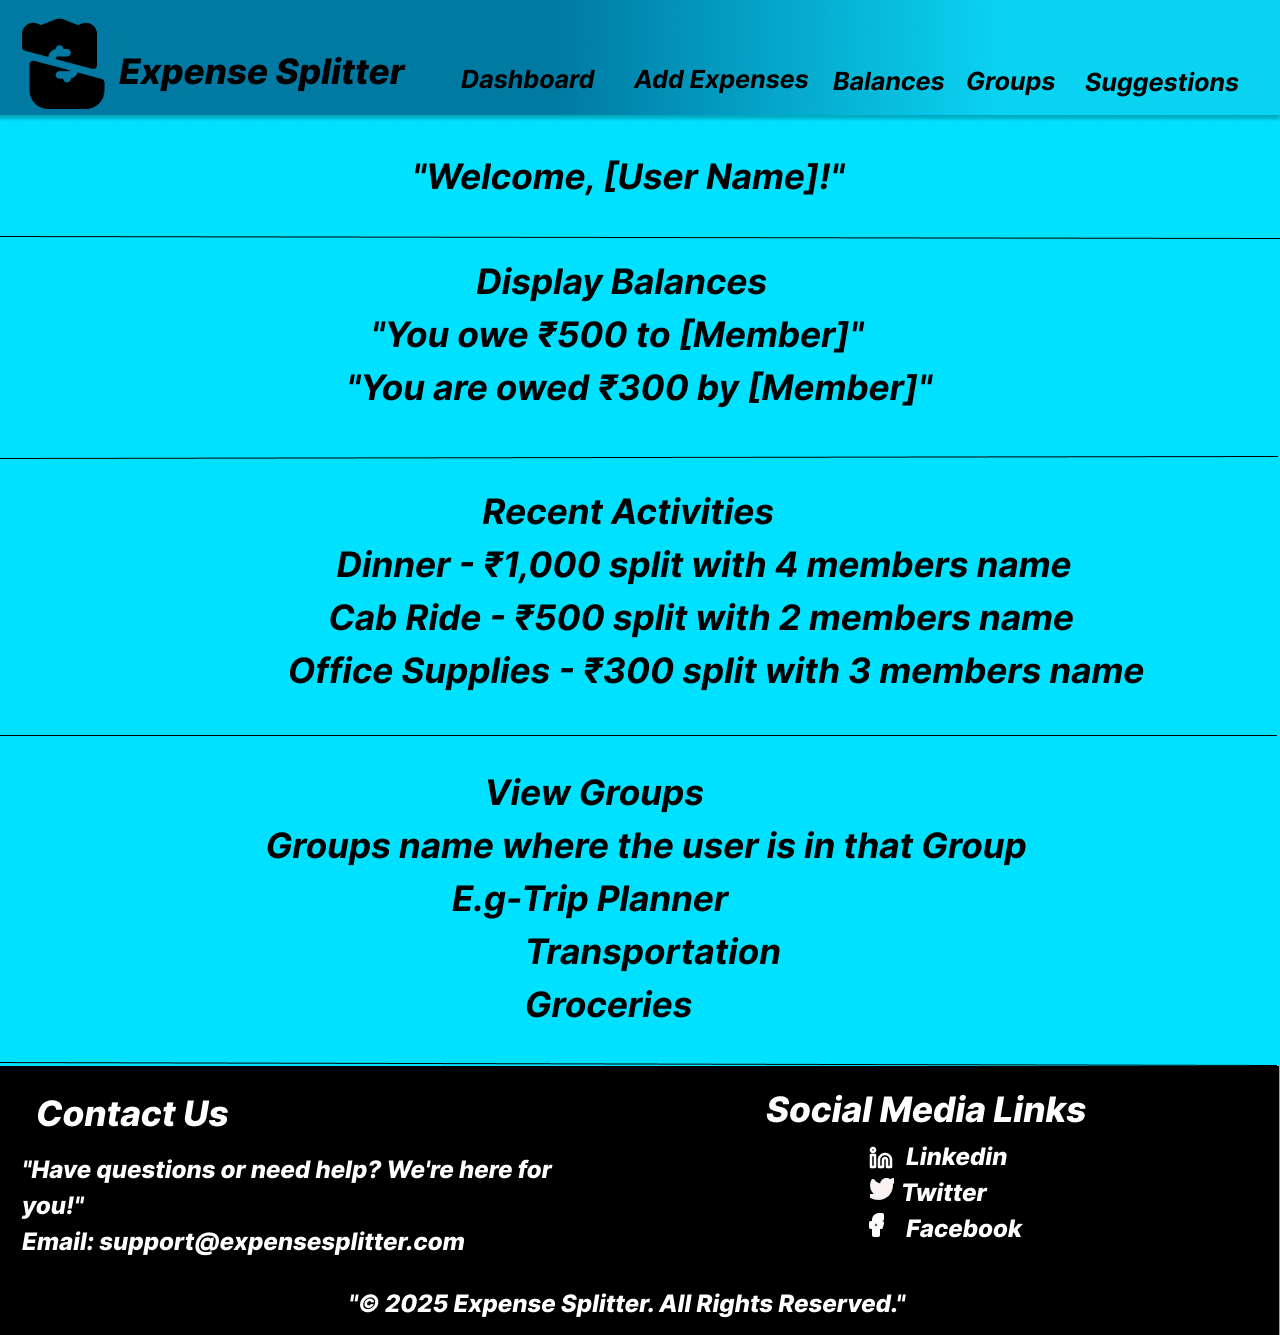 Expense Splitter
Dashboard
Add Expenses
Balances
Groups
Suggestions
"Welcome, [User Name]!"
Display Balances
"You owe ₹500 to [Member]"
"You are owed ₹300 by [Member]"
Recent Activities
Dinner - ₹1,000 split with 4 members name
Cab Ride - ₹500 split with 2 members name
Office Supplies - ₹300 split with 3 members name
View Groups
Groups name where the user is in that Group
E.g-Trip Planner
Transportation
Groceries
Contact Us
"Have questions or need help? We're here for
you!"
Email: support@expensesplitter.com
Social Media Links
Linkedin
Twitter
Facebook
"© 2025 Expense Splitter. All Rights Reserved."